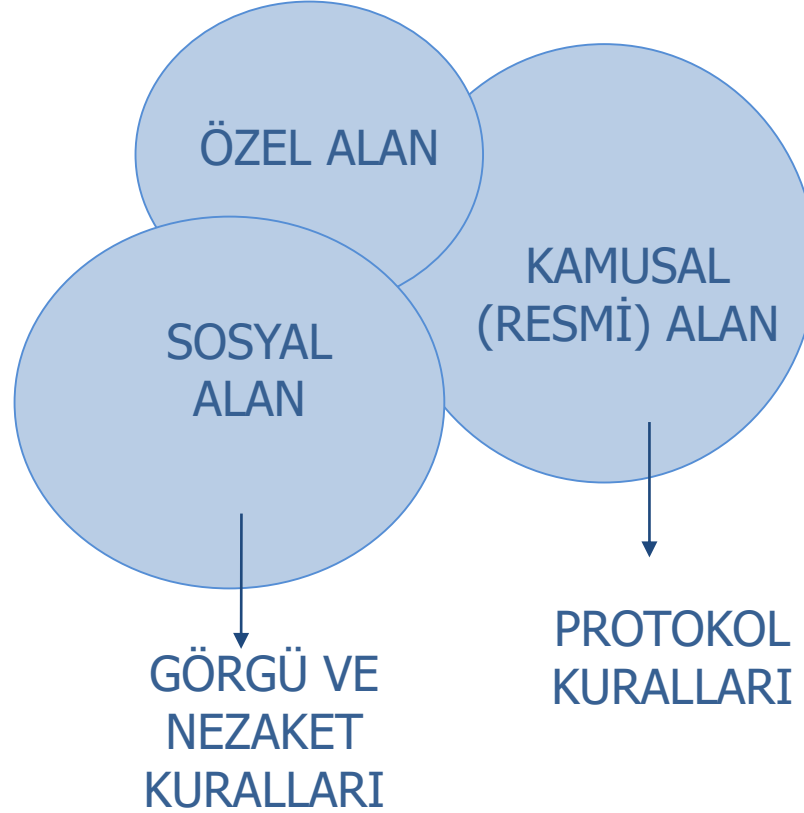 ÖZEL ALAN
KAMUSAL
(RESMİ) ALAN
SOSYAL
ALAN
PROTOKOL
KURALLARI
GÖRGÜ VE
NEZAKET
KURALLARI